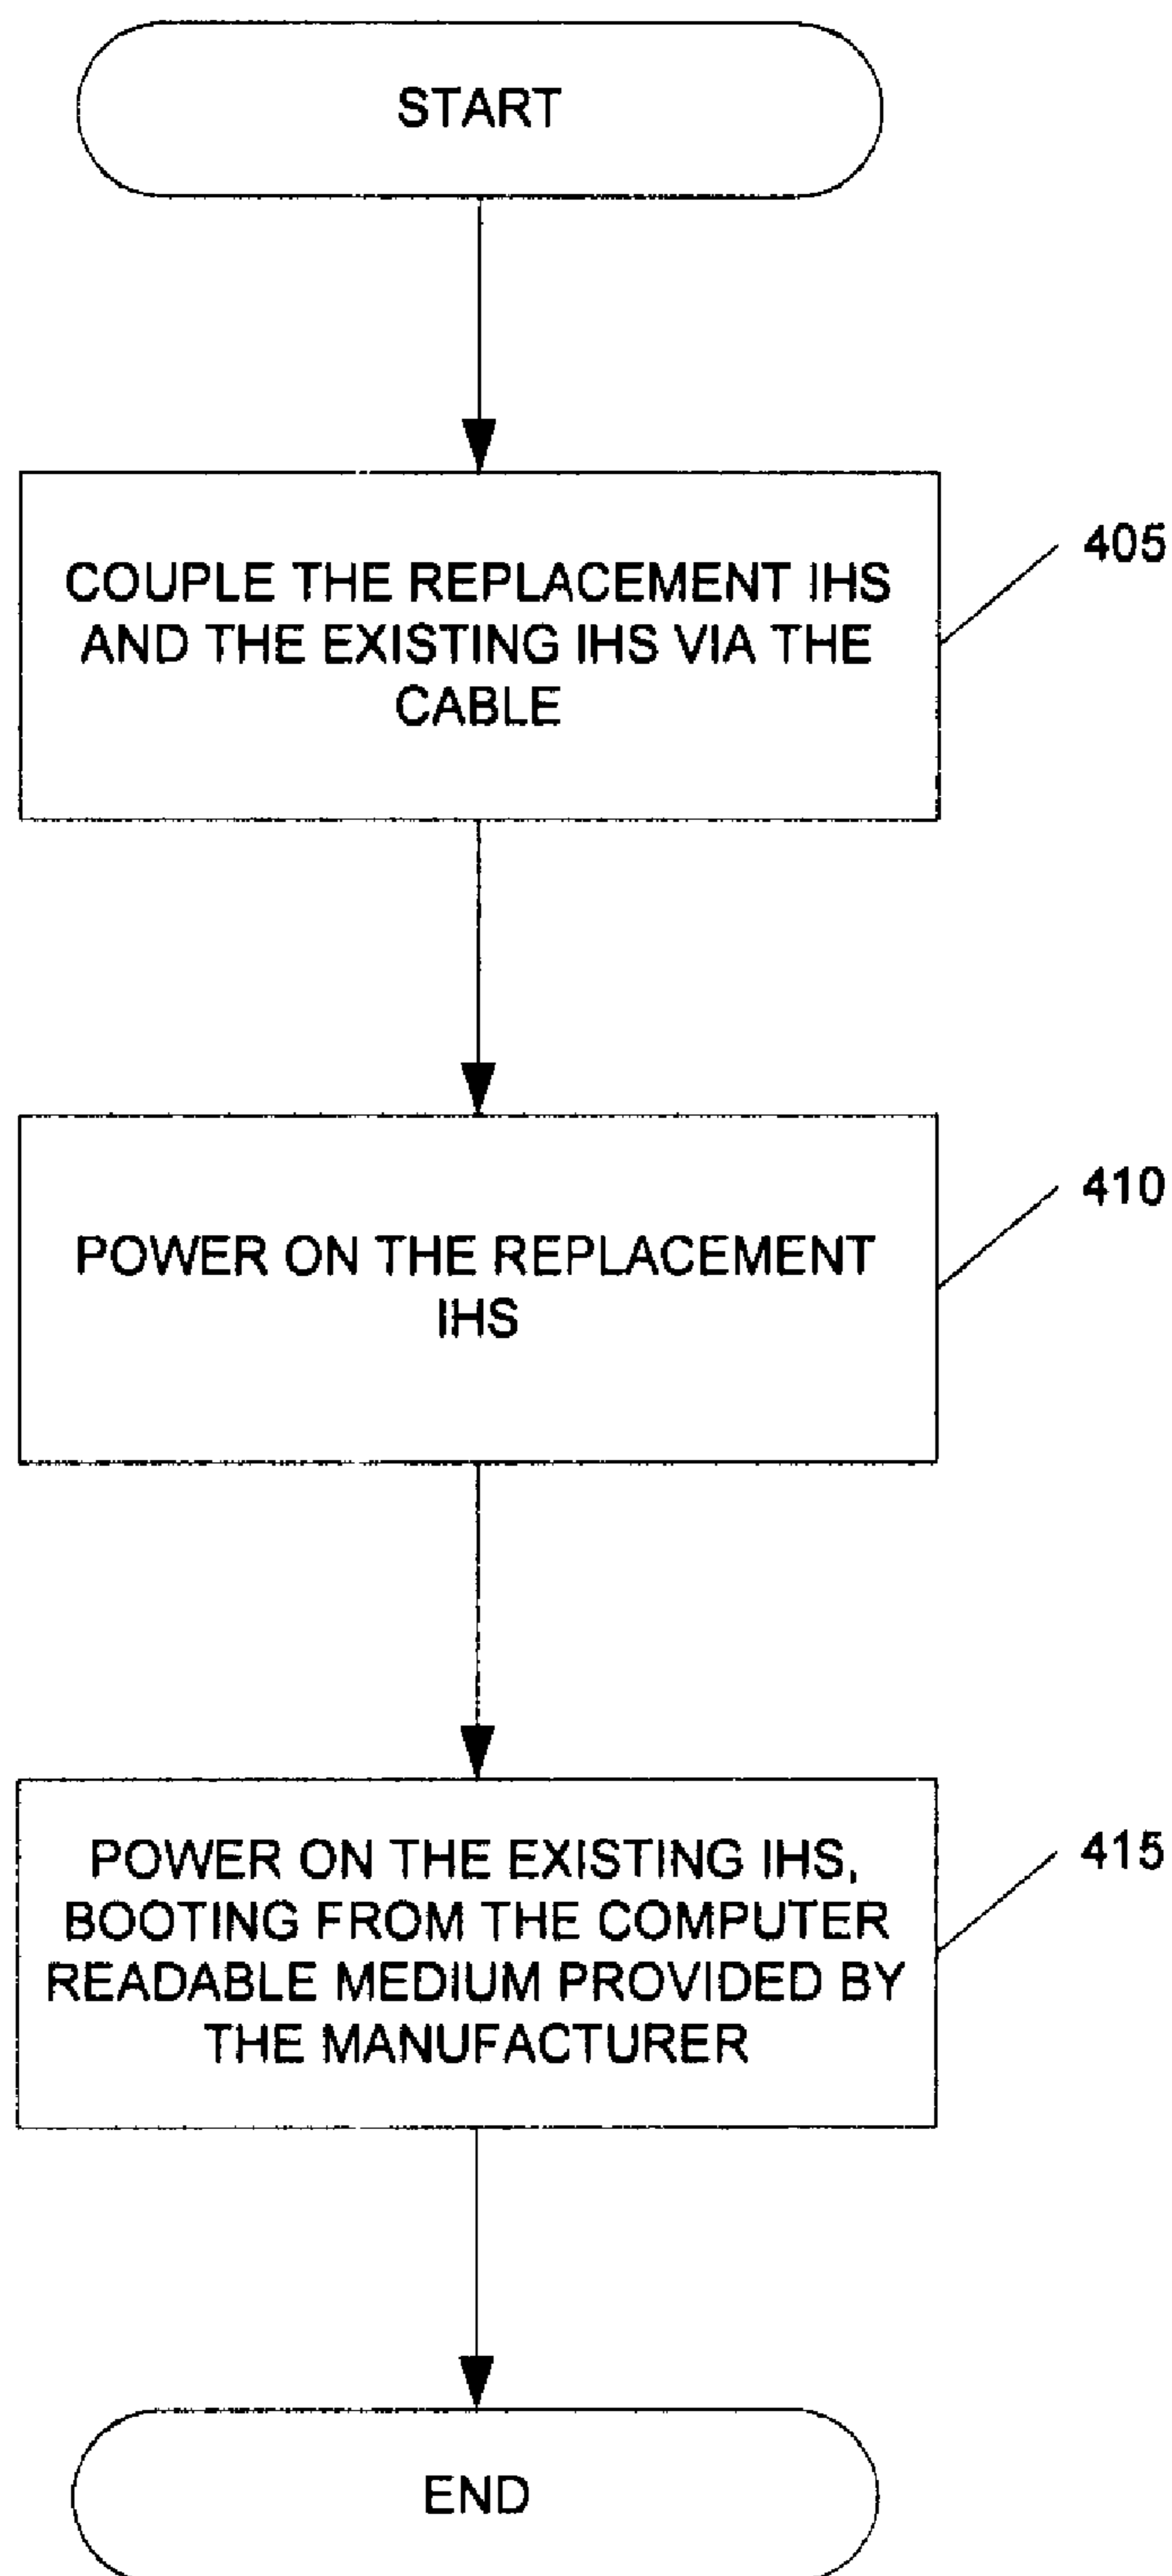 START
COUPLE THE REPLACEMENT IHS
AND THE EXISTING IHS VIA THE
CABLE
405
POWER ON THE REPLACEMENT
IHS
410
POWER ON THE EXISTING IHS,
BOOTING FROM THE COMPUTER
READABLE MEDIUM PROVIDED BY
THE MANUFACTURER
415
END